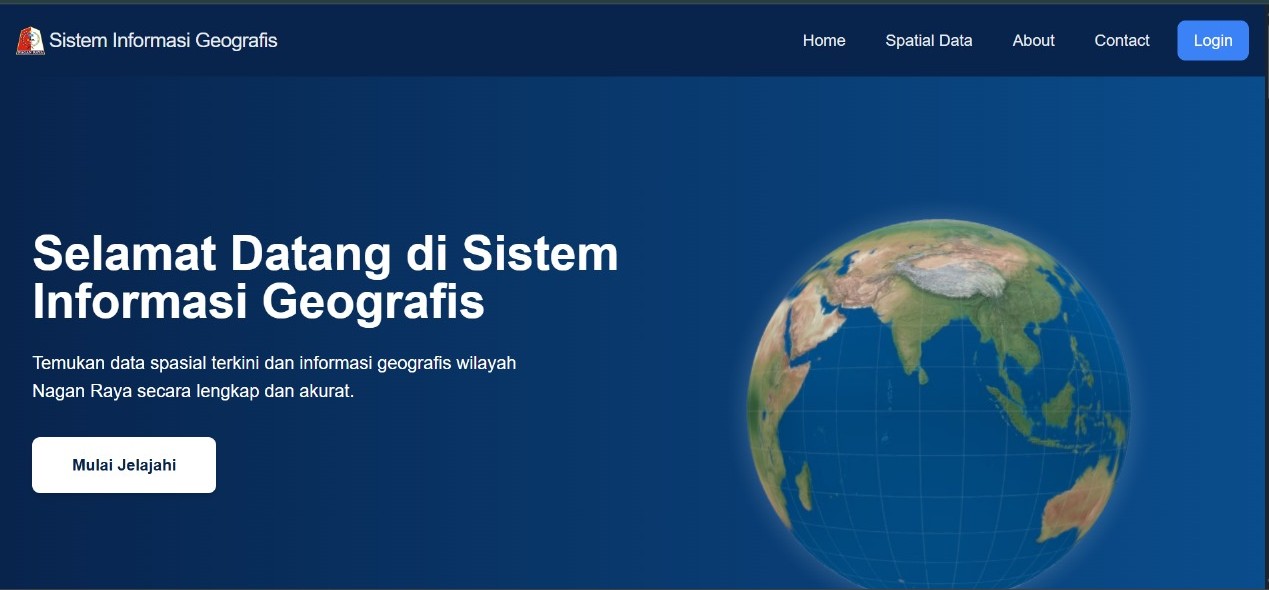 Sistem Informasi Geografis
Home
Spatial Data
About
Contact
Login
Selamat Datang di Sistem
Informasi Geografis
Temukan data spasial terkini dan informasi geografis wilayah
Nagan Raya secara lengkap dan akurat.
Mulai Jelajahi